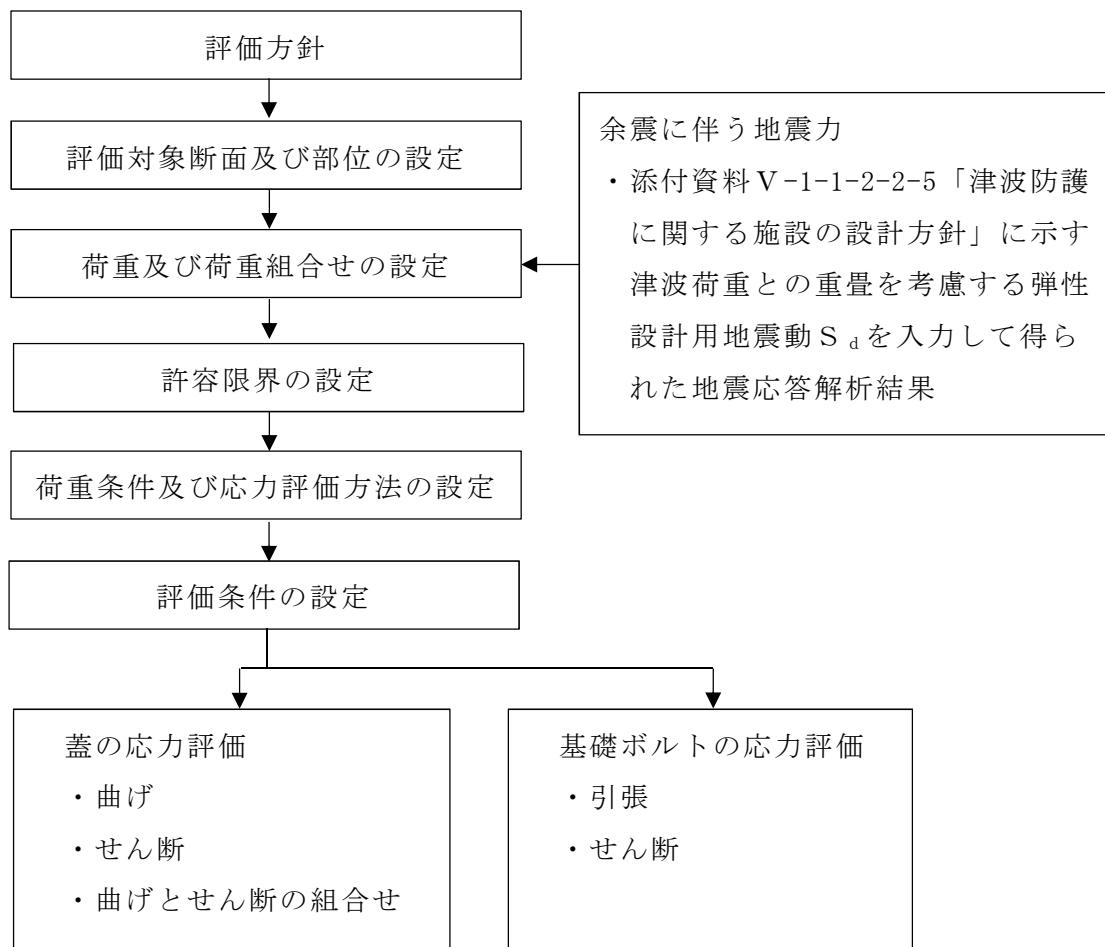 評価方針
評価対象断面及び部位の設定
荷重及び荷重組合せの設定
余震に伴う地震力
・添付資料Ⅴ-1-1-2-2-5「津波防護
に関する施設の設計方針」に示す
津波荷重との重畳を考慮する弾性
設計用地震動Ｓdを入力して得ら
れた地震応答解析結果
許容限界の設定
荷重条件及び応力評価方法の設定
評価条件の設定
蓋の応力評価
・曲げ
・せん断
・曲げとせん断の組合せ
基礎ボルトの応力評価
・引張
・せん断